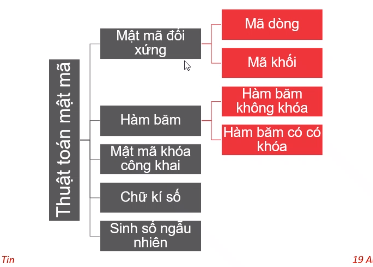 Thuật toán mật mã
Mật mã đối
xứng
Mã dòng
Mã khối
Hàm băm
Hàm băm
không khóa
Hàm băm có có
khóa
Mật mã khóa
công khai
Chữ kí số
Sinh số ngẫu
nhiên
Tin
19 A